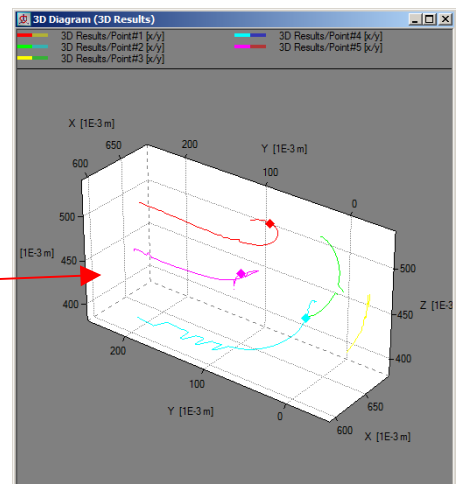 3D Diagram (3D Results)
3D Results/Point#1 [x/y] 3D Results/Point#4 [x/y]
3D Results/Point#2 [x/y] 3D Results/Point#5 [x/y]
3D Results/Point#3 [x/y]
X [1E-3 m] 200 Y [1E-3 m]
650
600 100
0
500 500
[1E-3 m] 450 Z [1E-3
450
400 400
200
100 650
Y [1E-3 m] 0 600 X [1E-3 m]